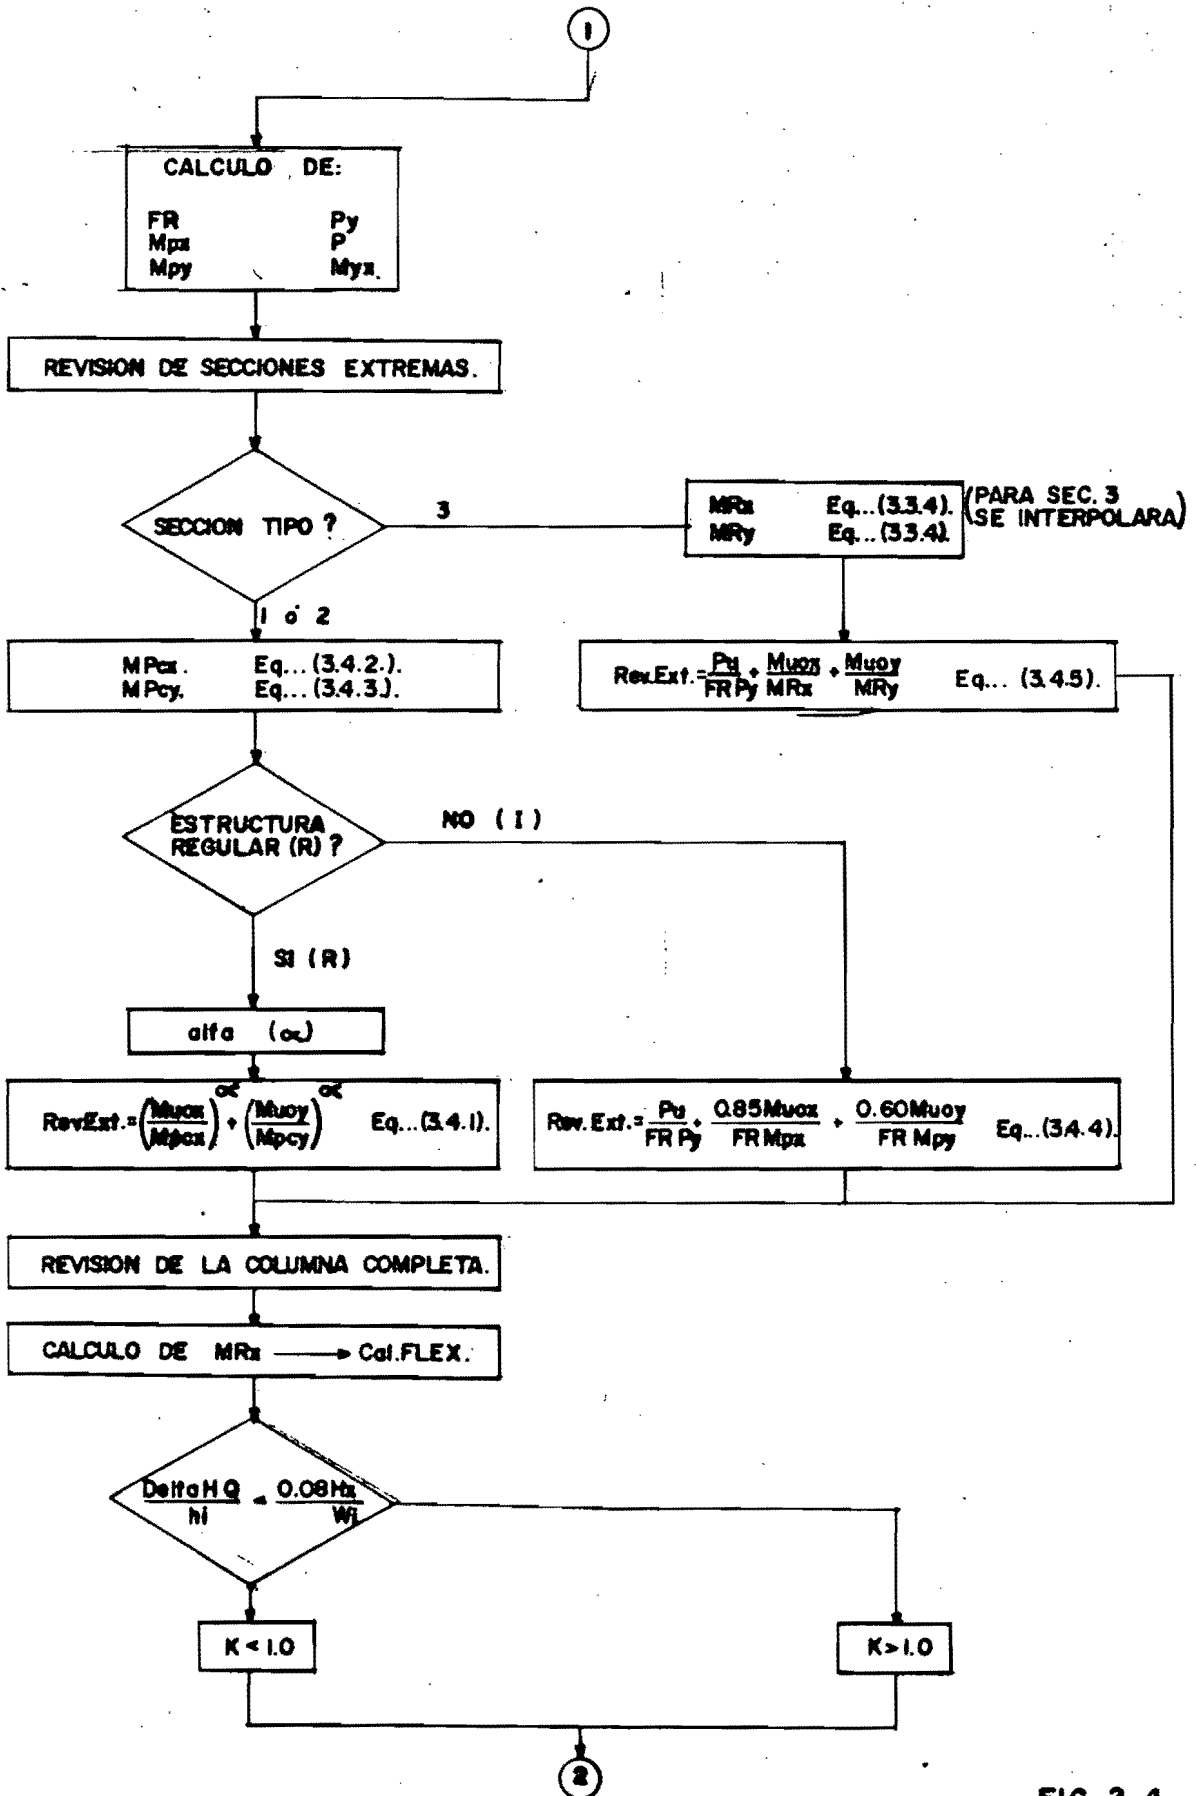 1
CALCULO DE:
FR Py
Mpx P
Mpy Myx.
REVISION DE SECCIONES EXTREMAS.
SECCION TIPO ?
3
MRx Eq...(3.3.4).
MRy Eq...(3.3.4).
(PARA SEC. 3
SE INTERPOLARA)
1 o 2
MPcx. Eq...(3.4.2.).
MPcy. Eq...(3.4.3.).
Rev.Ext.= Pu/FR Py + Muox/MRx + Muoy/MRy Eq... (3.4.5).
ESTRUCTURA
REGULAR (R) ?
NO ( I )
SI (R)
alfa (∝)
Rev.Ext.=(Muox/Mpcx)^∝ + (Muoy/Mpcy)^∝ Eq...(3.4.1).
Rev. Ext.= Pu/FR Py + 0.85Muox/FR Mpx + 0.60Muoy/FR Mpy Eq...(3.4.4).
REVISION DE LA COLUMNA COMPLETA.
CALCULO DE MRx → Cal.FLEX.
Delta H Q/hi < 0.08Hx/Wi
K < 1.0
K > 1.0
2